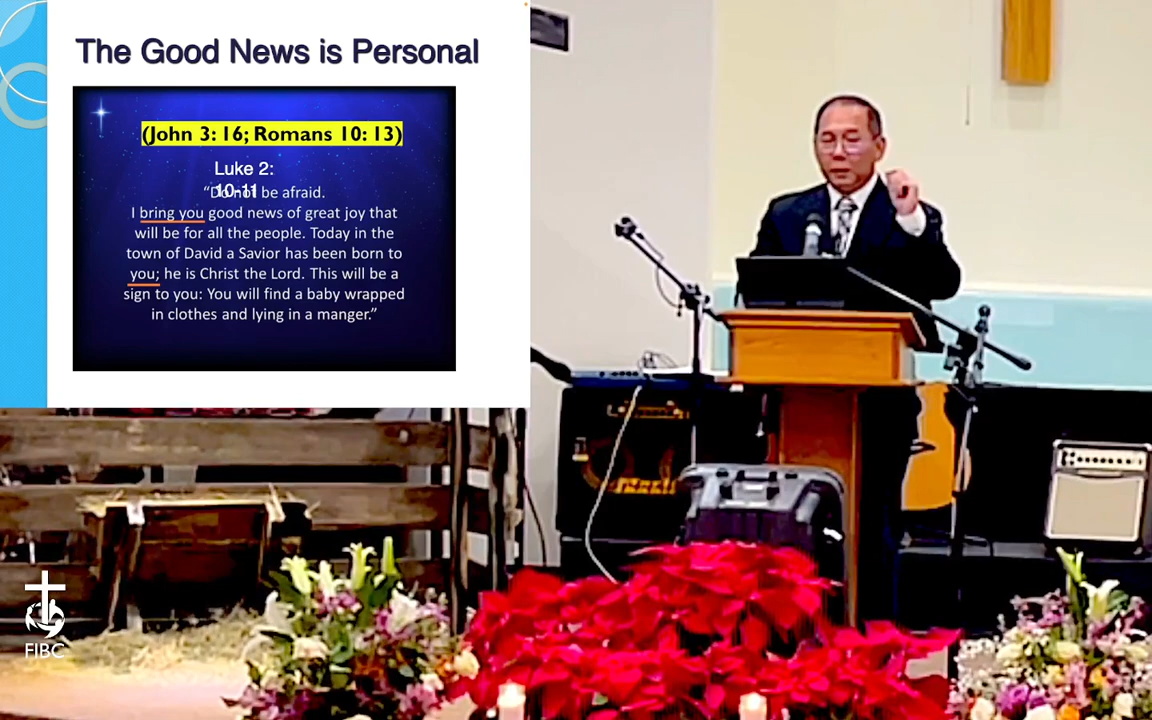 The Good News is Personal
(John 3: 16; Romans 10: 13)
Luke 2:
10-11
“Do not be afraid.
I bring you good news of great joy that
will be for all the people. Today in the
town of David a Savior has been born to
you; he is Christ the Lord. This will be a
sign to you: You will find a baby wrapped
in clothes and lying in a manger.”
FIBC